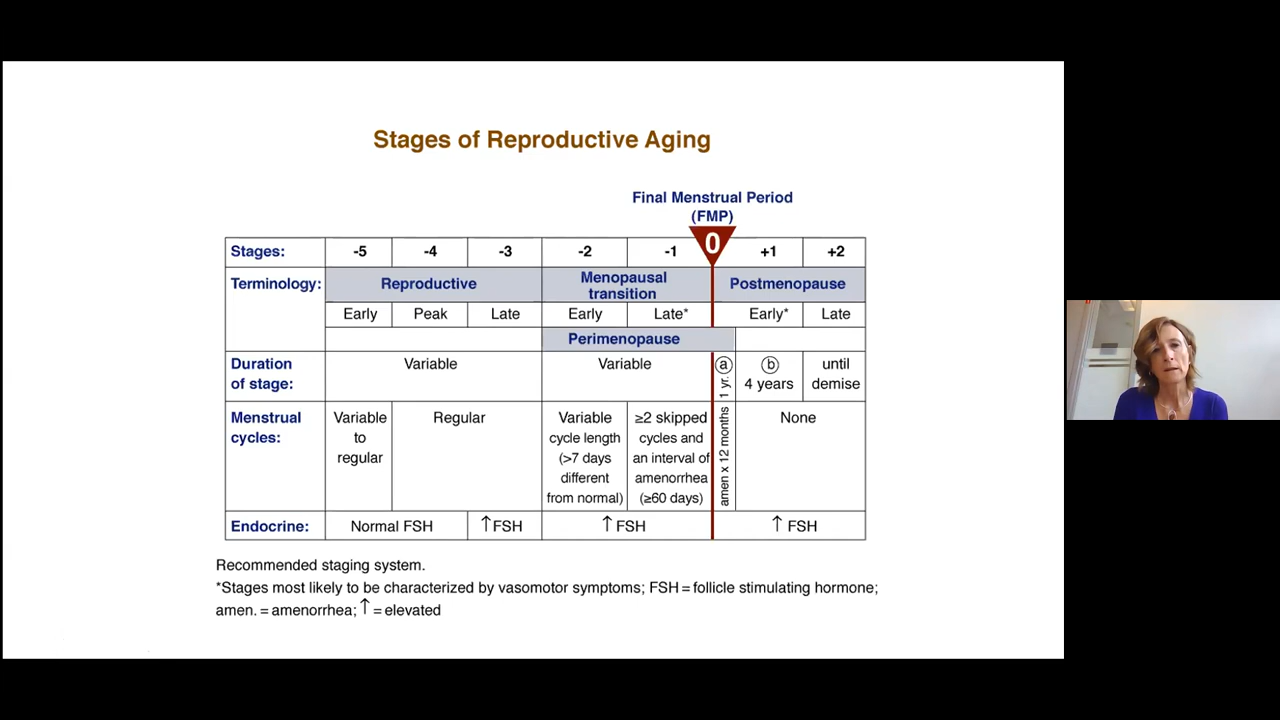 Stages of Reproductive Aging
Final Menstrual Period
(FMP)
0
Stages: -5 -4 -3 -2 -1 +1 +2
Terminology: Reproductive Menopausal transition Postmenopause
Early Peak Late Early Late* Early* Late
Perimenopause
Duration of stage: Variable Variable ⓐ 1 yr. ⓑ 4 years until demise
Menstrual cycles: Variable to regular Regular Variable cycle length (>7 days different from normal) ≥2 skipped cycles and an interval of amenorrhea (≥60 days) amen x 12 months None
Endocrine: Normal FSH ↑FSH ↑FSH ↑ FSH
Recommended staging system.
*Stages most likely to be characterized by vasomotor symptoms; FSH = follicle stimulating hormone;
amen. = amenorrhea; ↑ = elevated